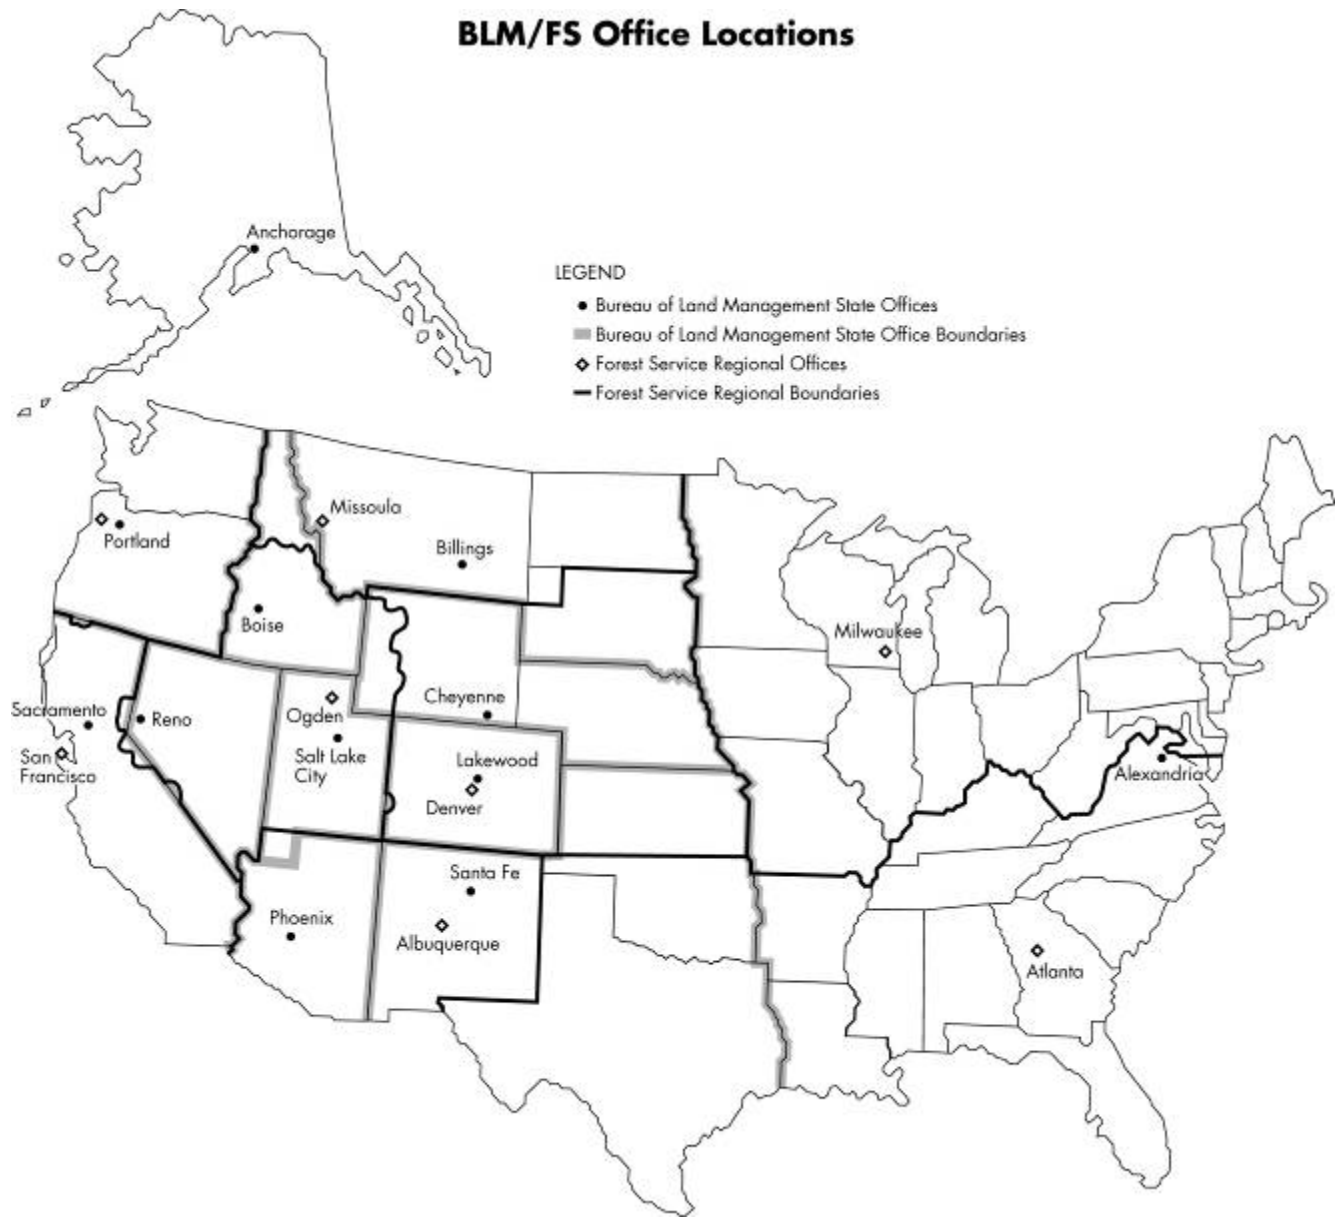 BLM/FS Office Locations
Anchorage
LEGEND
Bureau of Land Management State Offices
Bureau of Land Management State Office Boundaries
Forest Service Regional Offices
Forest Service Regional Boundaries
Missoula
Portland
Billings
Boise
Milwaukee
Cheyenne
Sacramento
Reno
Ogden
San
Francisco
Salt Lake
City
Lakewood
Denver
Alexandria
Santa Fe
Phoenix
Albuquerque
Atlanta